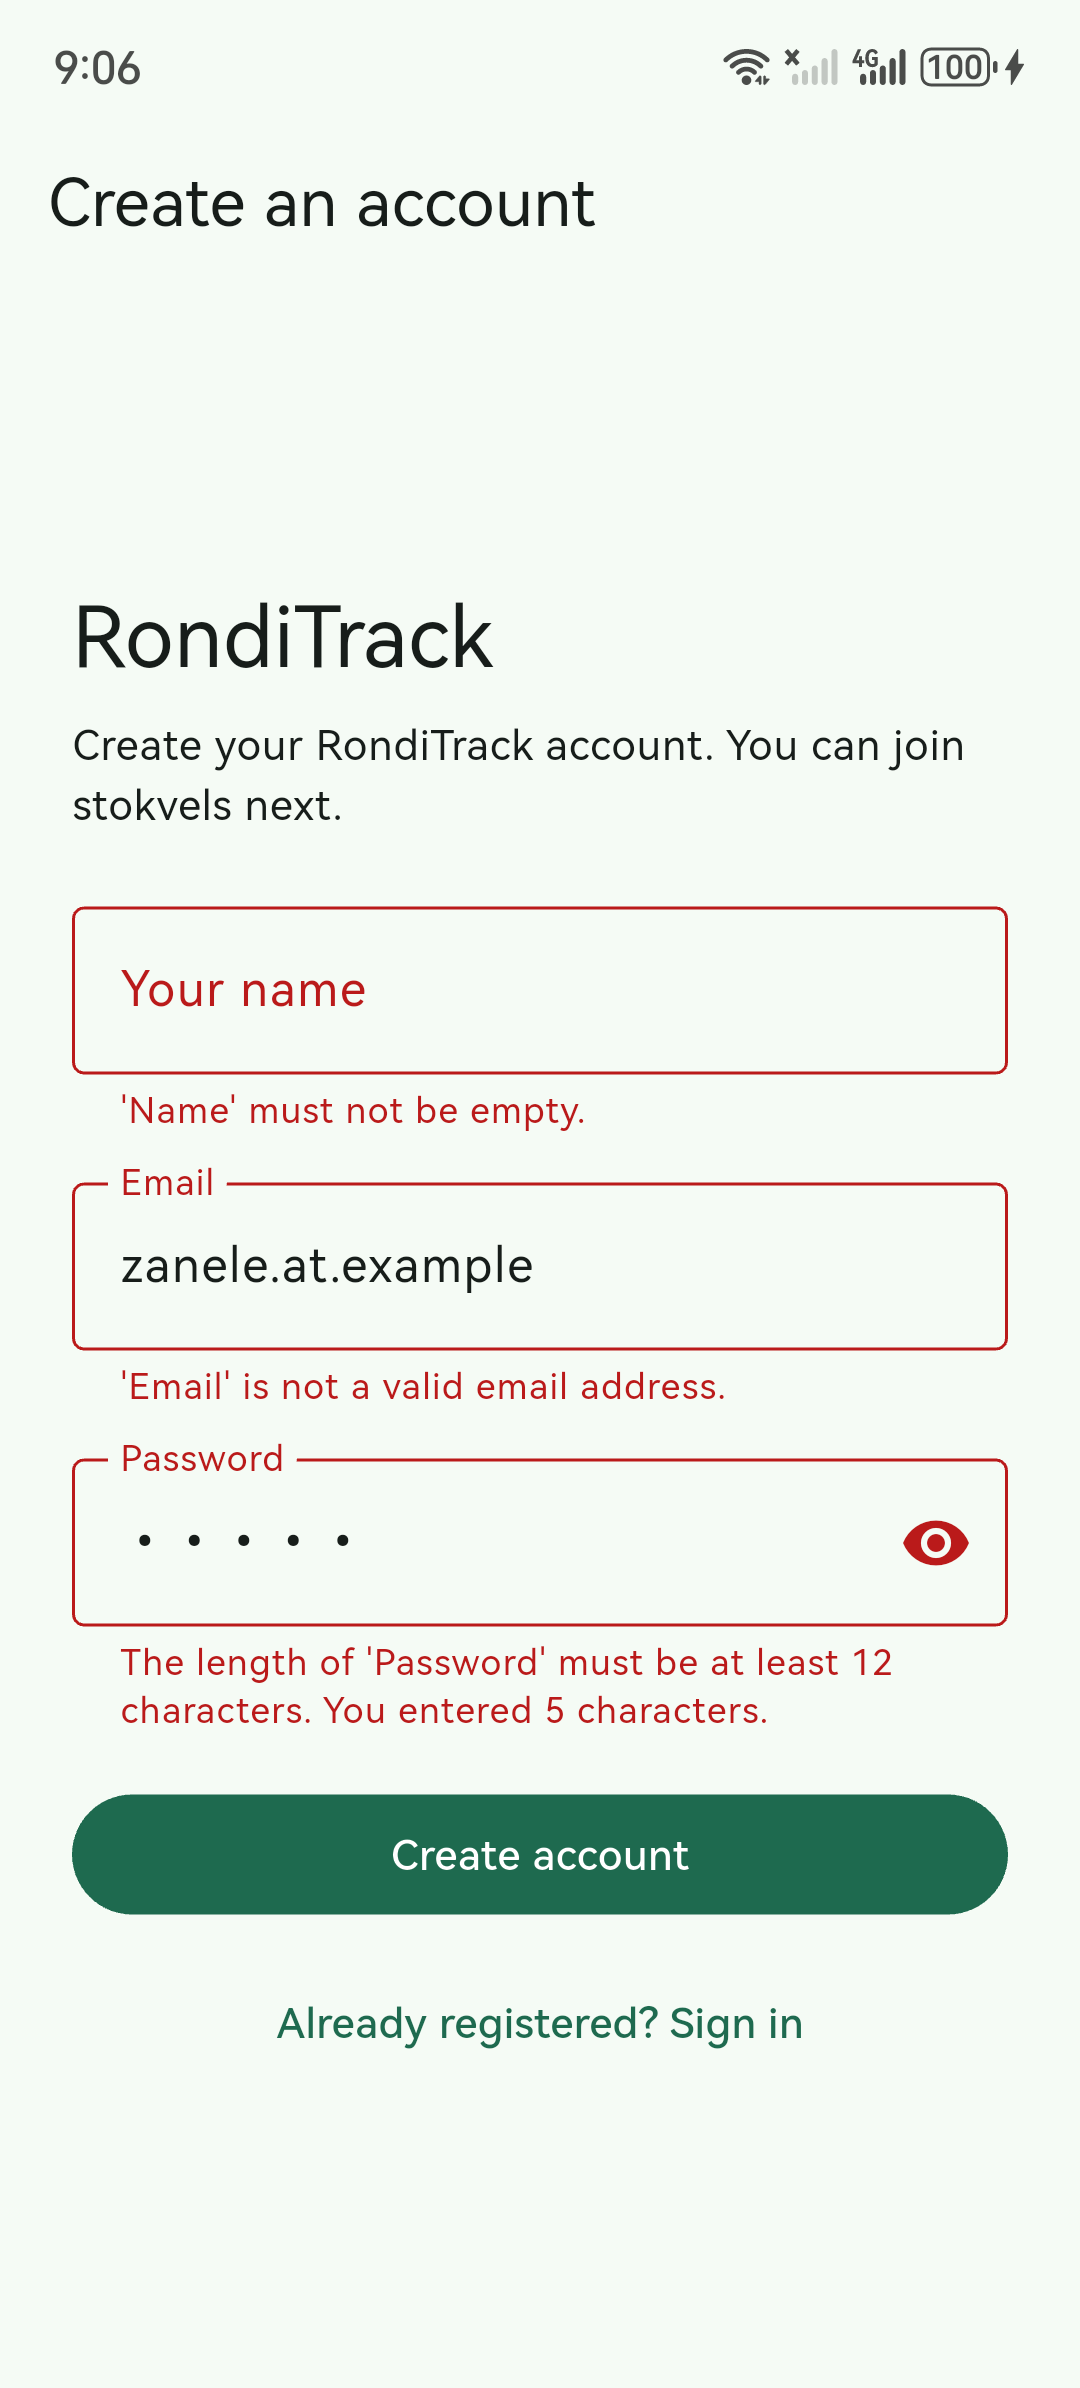 9:06
4G
100
Create an account
RondiTrack
Create your RondiTrack account. You can join
stokvels next.
Your name
'Name' must not be empty.
Email
zanele.at.example
'Email' is not a valid email address.
Password
•••••
The length of 'Password' must be at least 12
characters. You entered 5 characters.
Create account
Already registered? Sign in